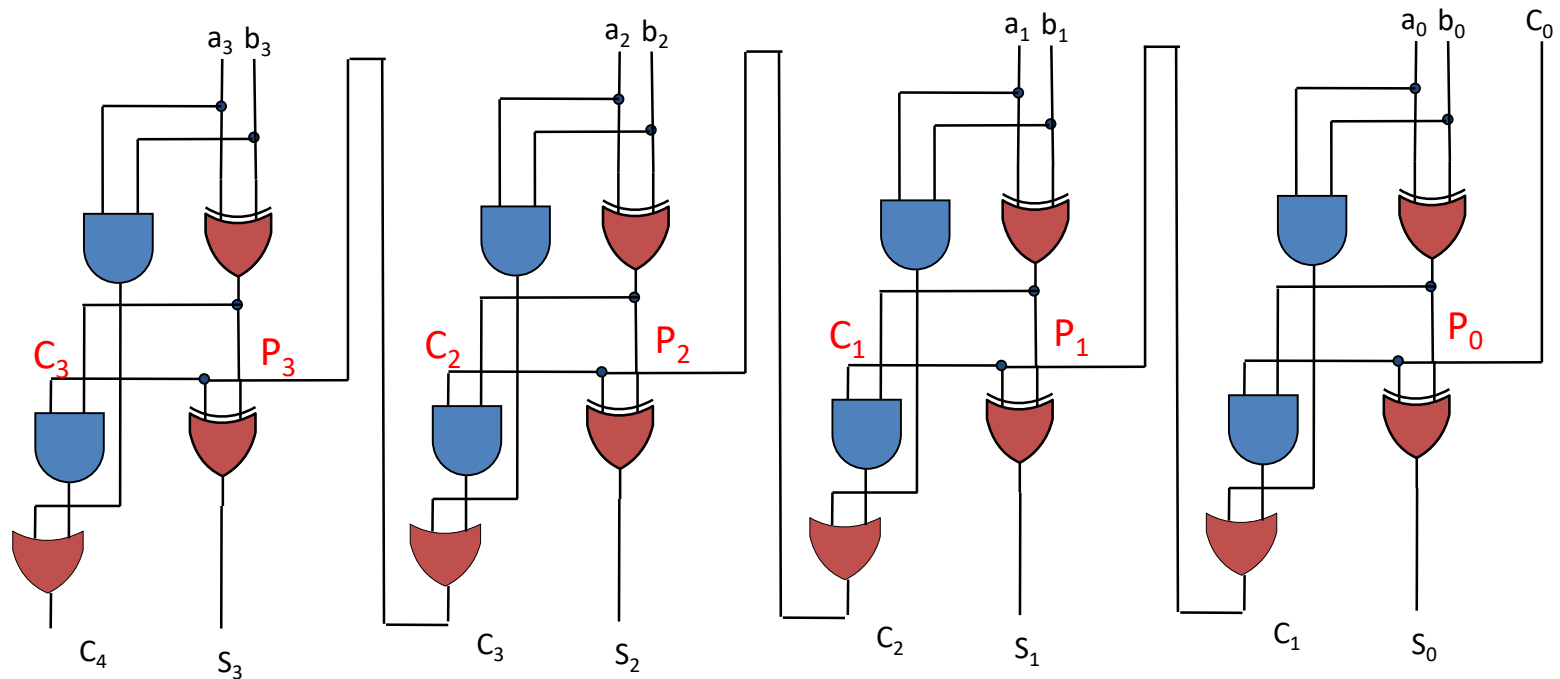 a₃ b₃ a₂ b₂ a₁ b₁ a₀ b₀ C₀
C₃ P₃ C₂ P₂ C₁ P₁ P₀
C₄ S₃ C₃ S₂ C₂ S₁ C₁ S₀